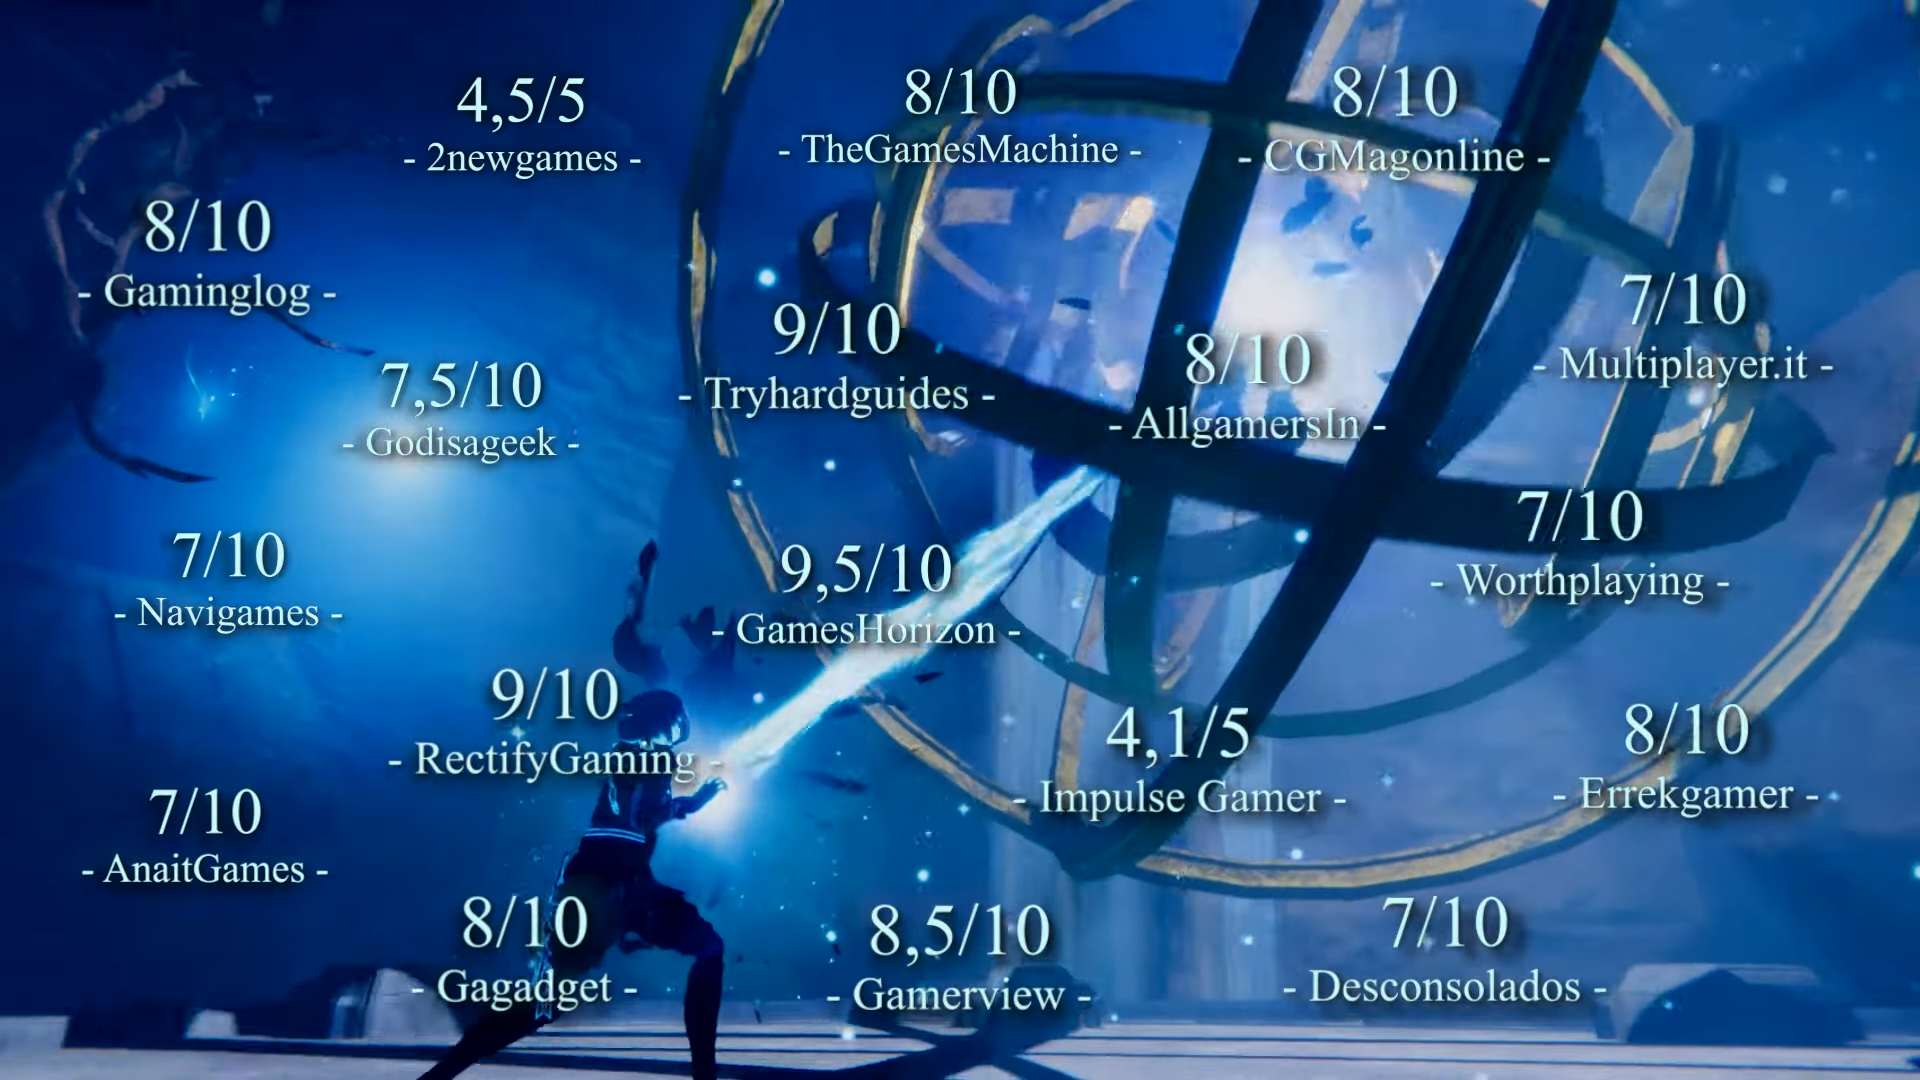 4,5/5
- 2newgames -
8/10
- TheGamesMachine -
8/10
- CGMagonline -
8/10
- Gaminglog -
9/10
- Tryhardguides -
8/10
- AllgamersIn -
7/10
- Multiplayer.it -
7,5/10
- Godisageek -
7/10
- Navigames -
9,5/10
- GamesHorizon -
7/10
- Worthplaying -
9/10
- RectifyGaming -
4,1/5
- Impulse Gamer -
8/10
- Errekgamer -
7/10
- AnaitGames -
8/10
- Gagadget -
8,5/10
- Gamerview -
7/10
- Desconsolados -